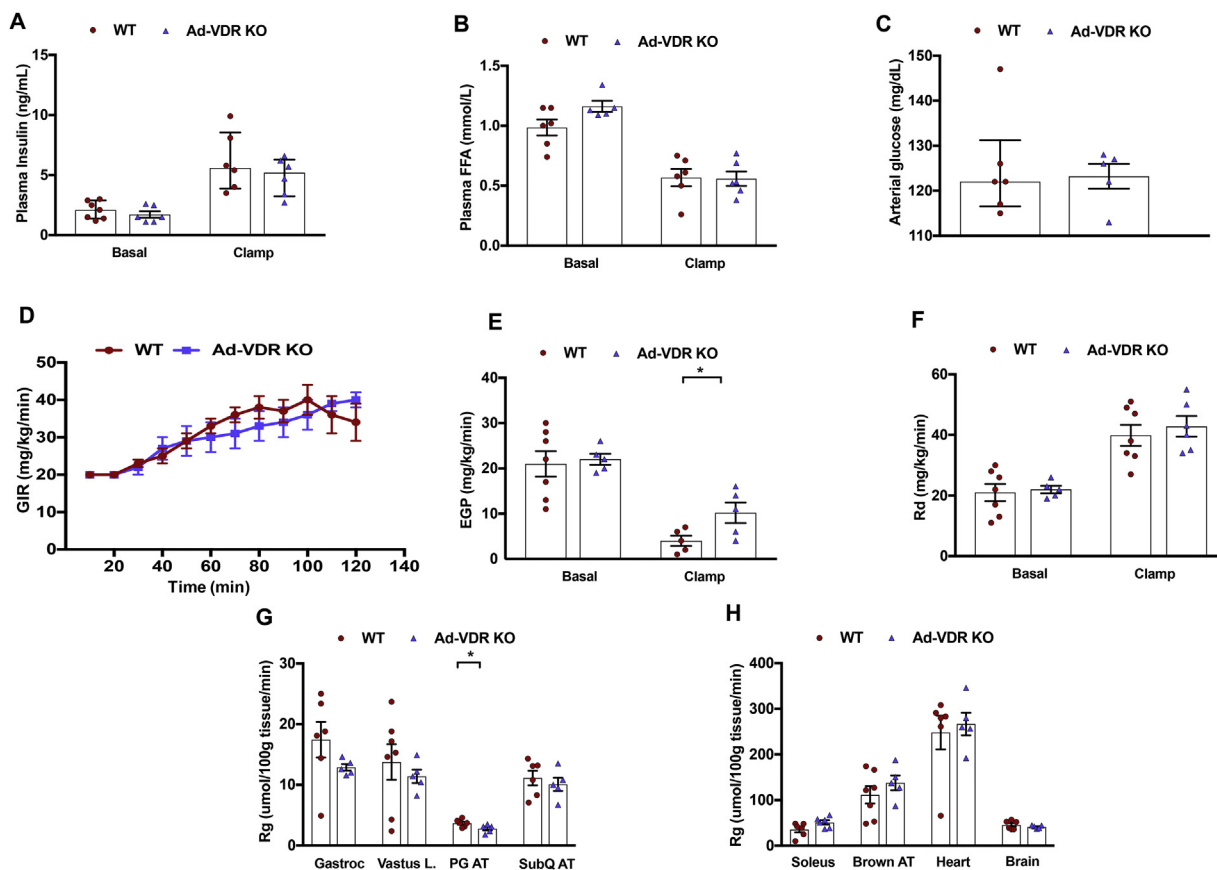 A
WT Ad-VDR KO
Plasma Insulin (ng/mL)
15
10
5
0
Basal Clamp
B
WT Ad-VDR KO
Plasma FFA (mmol/L)
1.5
1.0
0.5
0.0
Basal Clamp
C
WT Ad-VDR KO
Arterial glucose (mg/dL)
150
140
130
120
110
D
WT Ad-VDR KO
GIR (mg/kg/min)
50
40
30
20
10
0
20 40 60 80 100 120 140
Time (min)
E
WT Ad-VDR KO
*
EGP (mg/kg/min)
40
30
20
10
0
Basal Clamp
F
WT Ad-VDR KO
Rd (mg/kg/min)
60
40
20
0
Basal Clamp
G
WT Ad-VDR KO
*
Rg (umol/100g tissue/min)
30
20
10
0
Gastroc Vastus L. PG AT SubQ AT
H
WT Ad-VDR KO
Rg (umol/100g tissue/min)
400
300
200
100
0
Soleus Brown AT Heart Brain